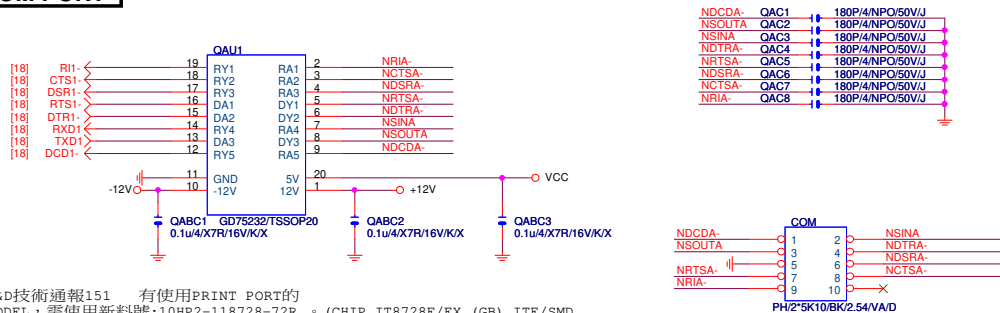 QAU1
[18] RI1- 19 RY1 RA1 2 NRIA-
[18] CTS1- 18 RY2 RA2 3 NCTSA-
[18] DSR1- 17 RY3 RA3 4 NDSRA-
[18] RTS1- 16 DA1 DY1 5 NRTSA-
[18] DTR1- 15 DA2 DY2 6 NDTRA-
[18] RXD1 14 RY4 RA4 7 NSINA
[18] TXD1 13 DA3 DY3 8 NSOUTA
[18] DCD1- 12 RY5 RA5 9 NDCDA-
11 GND 5V 20 VCC
-12V 10 -12V 12V 1 +12V
GD75232/TSSOP20
QABC1 QABC2 QABC3
0.1u/4/X7R/16V/K/X 0.1u/4/X7R/16V/K/X 0.1u/4/X7R/16V/K/X
NDCDA- QAC1 180P/4/NPO/50V/J
NSOUTA QAC2 180P/4/NPO/50V/J
NSINA QAC3 180P/4/NPO/50V/J
NDTRA- QAC4 180P/4/NPO/50V/J
NRTSA- QAC5 180P/4/NPO/50V/J
NDSRA- QAC6 180P/4/NPO/50V/J
NCTSA- QAC7 180P/4/NPO/50V/J
NRIA- QAC8 180P/4/NPO/50V/J
COM
NDCDA- 1 2 NSINA
NSOUTA 3 4 NDTRA-
5 6 NDSRA-
NRTSA- 7 8 NCTSA-
NRIA- 9 10
PH/2*5K10/BK/2.54/VA/D
&D技術通報151 有使用PRINT PORT的